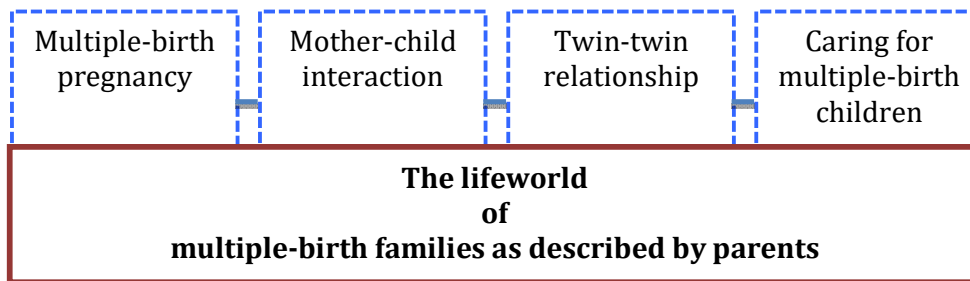 Multiple-birth
pregnancy
Mother-child
interaction
Twin-twin
relationship
Caring for
multiple-birth
children
The lifeworld
of
multiple-birth families as described by parents